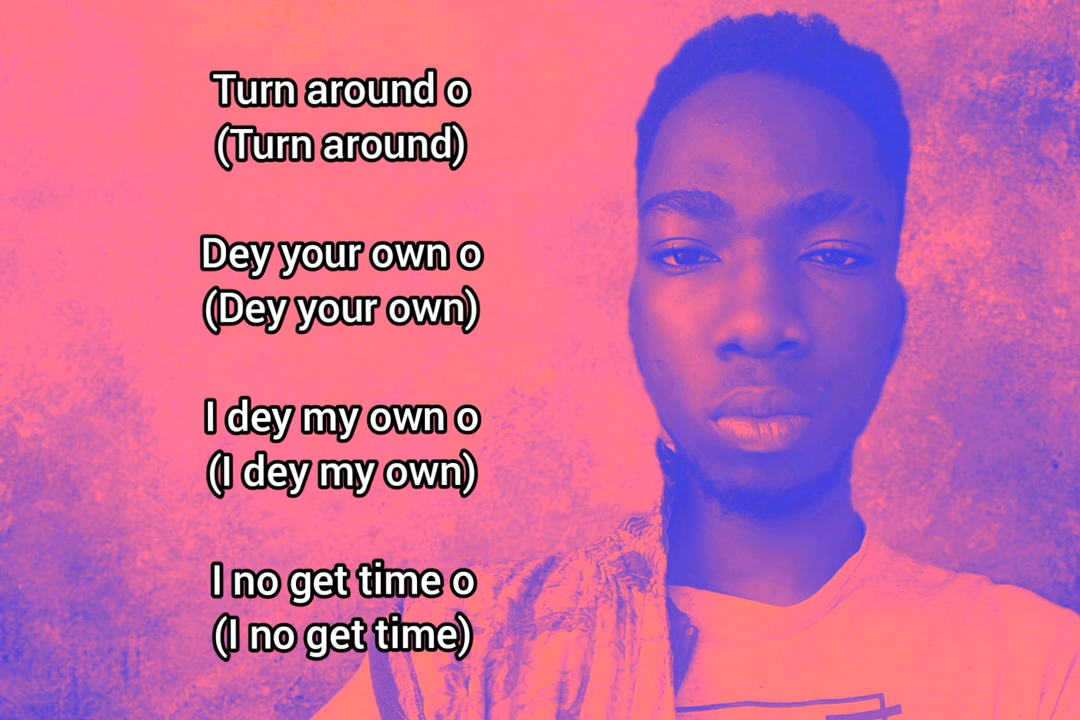 Turn around o
(Turn around)
Dey your own o
(Dey your own)
I dey my own o
(I dey my own)
I no get time o
(I no get time)